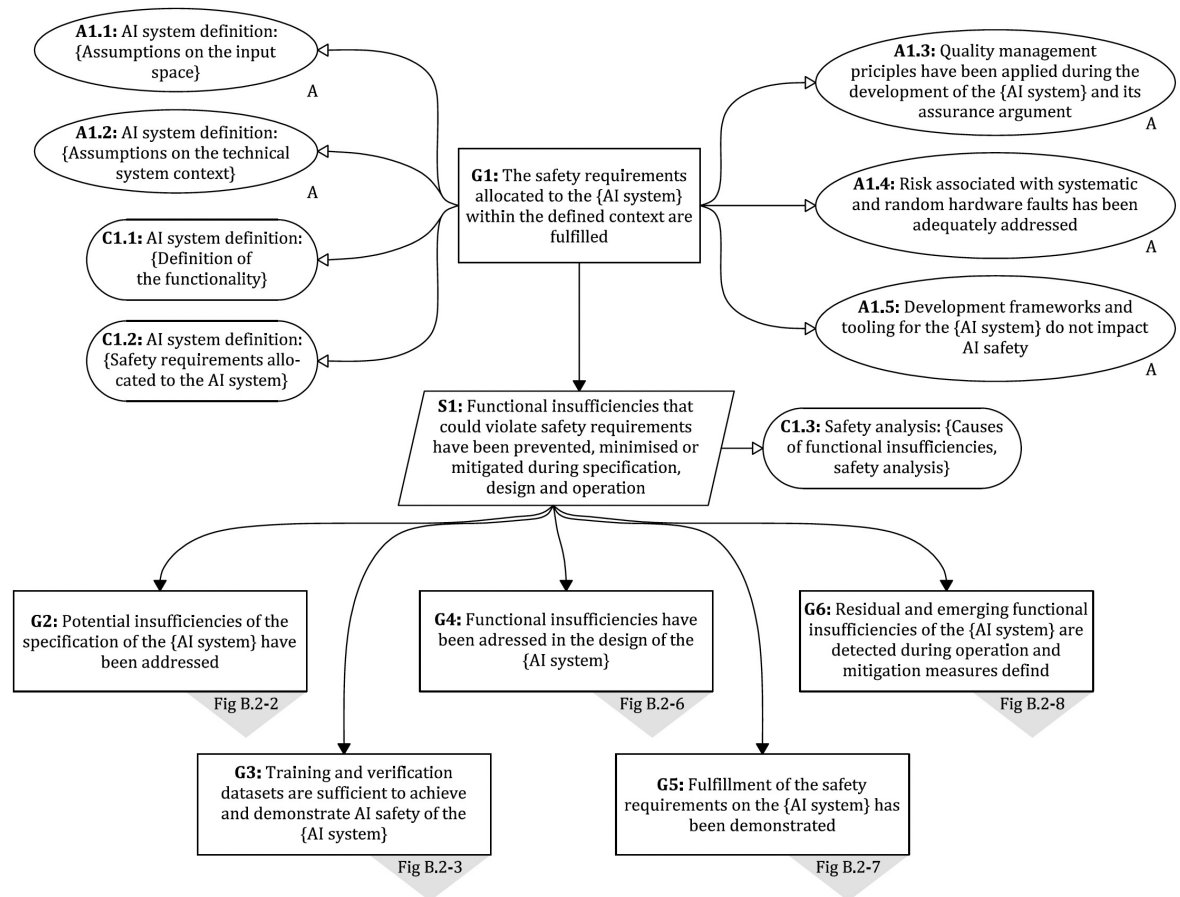 A1.1: AI system definition:
{Assumptions on the input
space}
A
A1.2: AI system definition:
{Assumptions on the technical
system context}
A
C1.1: AI system definition:
{Definition of
the functionality}
C1.2: AI system definition:
{Safety requirements allo-
cated to the AI system}
G1: The safety requirements
allocated to the {AI system}
within the defined context are
fulfilled
A1.3: Quality management
priciples have been applied during the
development of the {AI system} and its
assurance argument
A
A1.4: Risk associated with systematic
and random hardware faults has been
adequately addressed
A
A1.5: Development frameworks and
tooling for the {AI system} do not impact
AI safety
A
S1: Functional insufficiencies that
could violate safety requirements
have been prevented, minimised or
mitigated during specification,
design and operation
C1.3: Safety analysis: {Causes
of functional insufficiencies,
safety analysis}
G2: Potential insufficiencies of the
specification of the {AI system} have
been addressed
Fig B.2-2
G4: Functional insufficiencies have
been adressed in the design of the
{AI system}
Fig B.2-6
G6: Residual and emerging functional
insufficiencies of the {AI system} are
detected during operation and
mitigation measures defind
Fig B.2-8
G3: Training and verification
datasets are sufficient to achieve
and demonstrate AI safety of the
{AI system}
Fig B.2-3
G5: Fulfillment of the safety
requirements on the {AI system} has
been demonstrated
Fig B.2-7